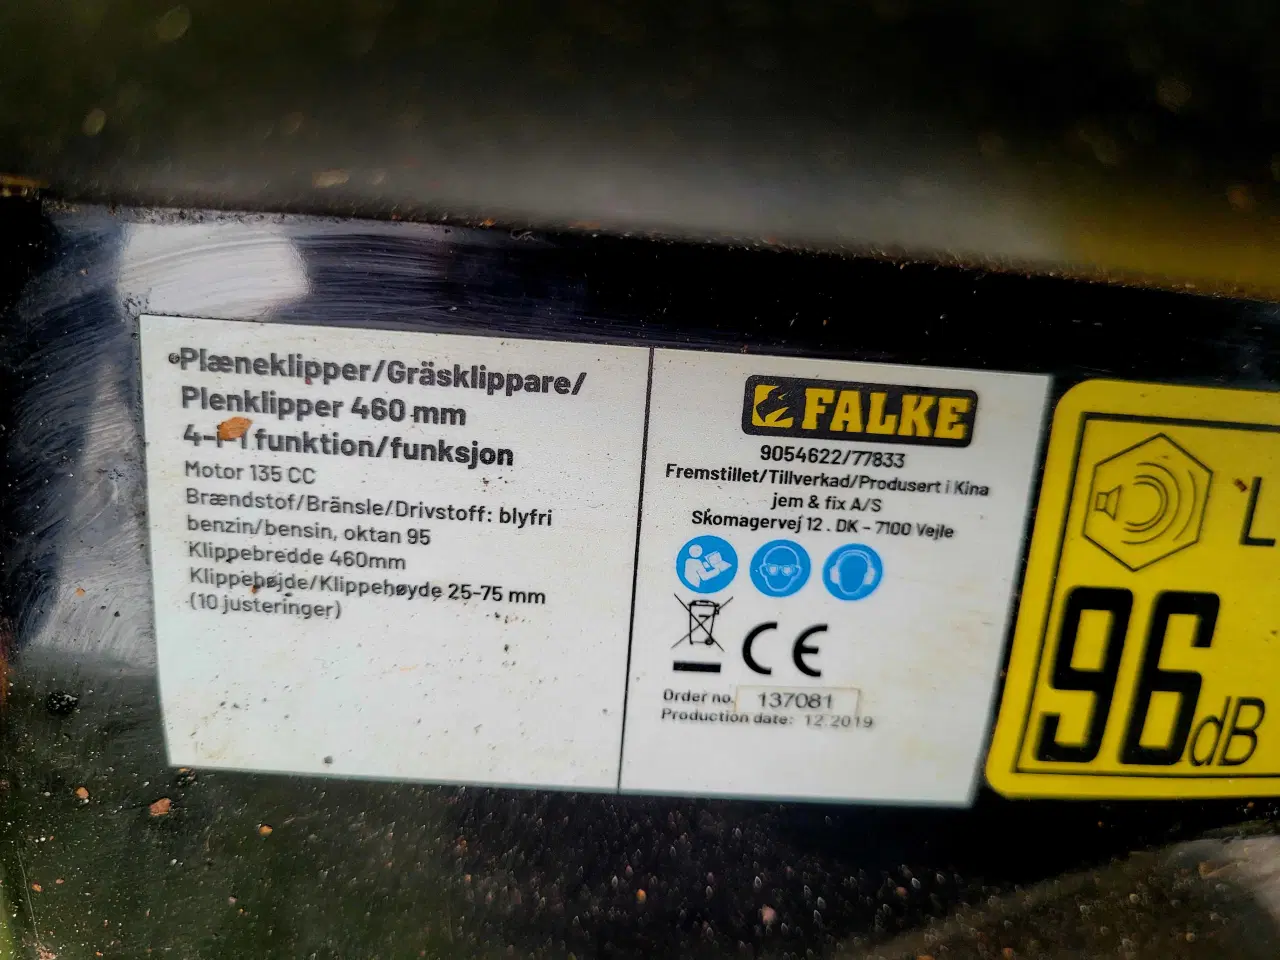 Plæneklipper/Gräsklippare/
Plenklipper 460 mm
funktion/funksjon
Motor 135 CC
Brændstof/Bränsle/Drivstoff: blyfri
benzin/bensin, oktan 95
Klippebredde 460mm
Klippehøjde/Klippehøyde 25-75 mm
(10 justeringer)
FALKE
9054622/77833
Fremstillet/Tillverkad/Produsert i Kina
jem & fix A/S
Skomagervej 12 . DK - 7100 Vejle
CE
Order no. 137081
Production date: 12.2019
L
96dB